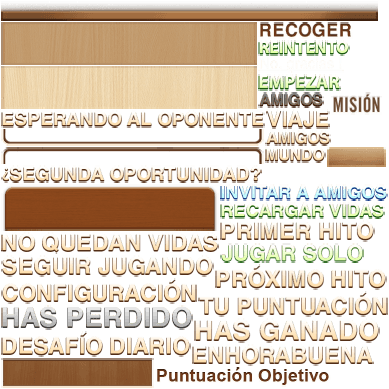 RECOGER
REINTENTO
EMPEZAR
AMIGOS
MISIÓN
ESPERANDO AL OPONENTE
VIAJE
AMIGOS
MUNDO
¿SEGUNDA OPORTUNIDAD?
INVITAR A AMIGOS
RECARGAR VIDAS
PRIMER HITO
NO QUEDAN VIDAS
JUGAR SOLO
SEGUIR JUGANDO
PRÓXIMO HITO
CONFIGURACIÓN
TU PUNTUACIÓN
HAS PERDIDO
HAS GANADO
DESAFÍO DIARIO
ENHORABUENA
Puntuación Objetivo